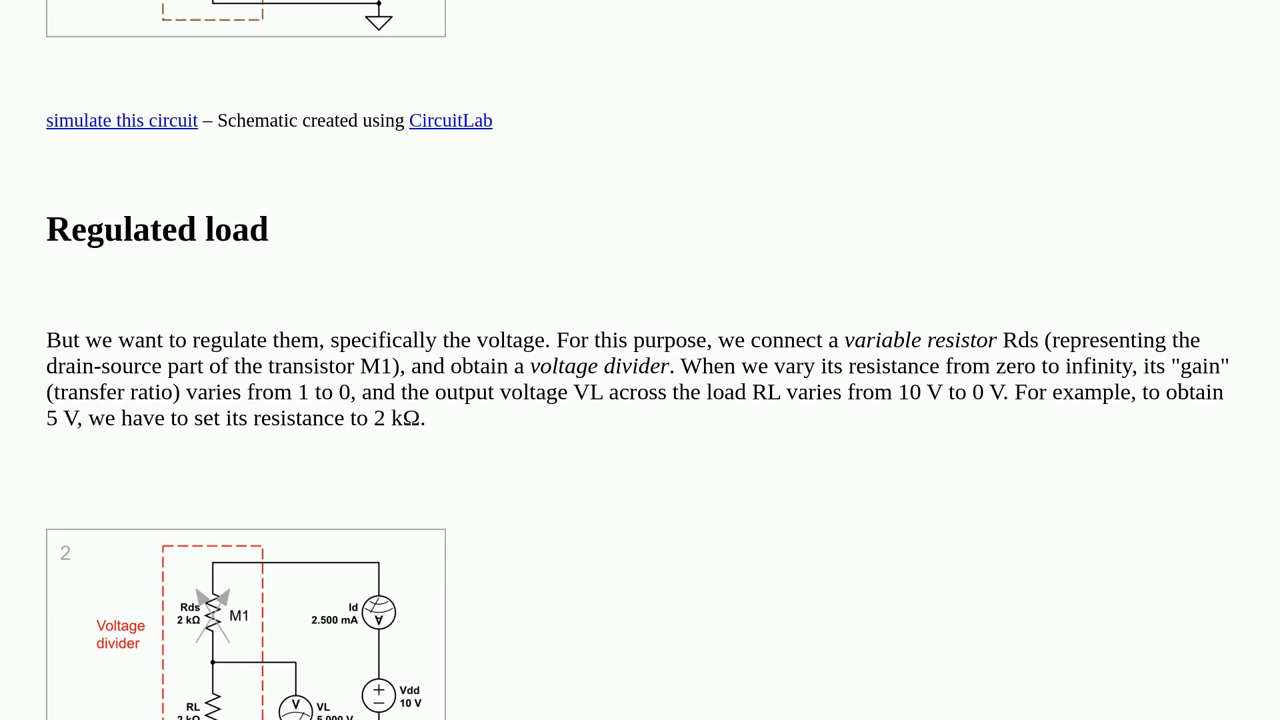 simulate this circuit – Schematic created using CircuitLab
Regulated load
But we want to regulate them, specifically the voltage. For this purpose, we connect a variable resistor Rds (representing the
drain-source part of the transistor M1), and obtain a voltage divider. When we vary its resistance from zero to infinity, its "gain"
(transfer ratio) varies from 1 to 0, and the output voltage VL across the load RL varies from 10 V to 0 V. For example, to obtain
5 V, we have to set its resistance to 2 kΩ.
2
Rds
2 kΩ
M1
Id
2.500 mA
A
Voltage
divider
Vdd
10 V
RL
2 kΩ
V
VL
5.000 V